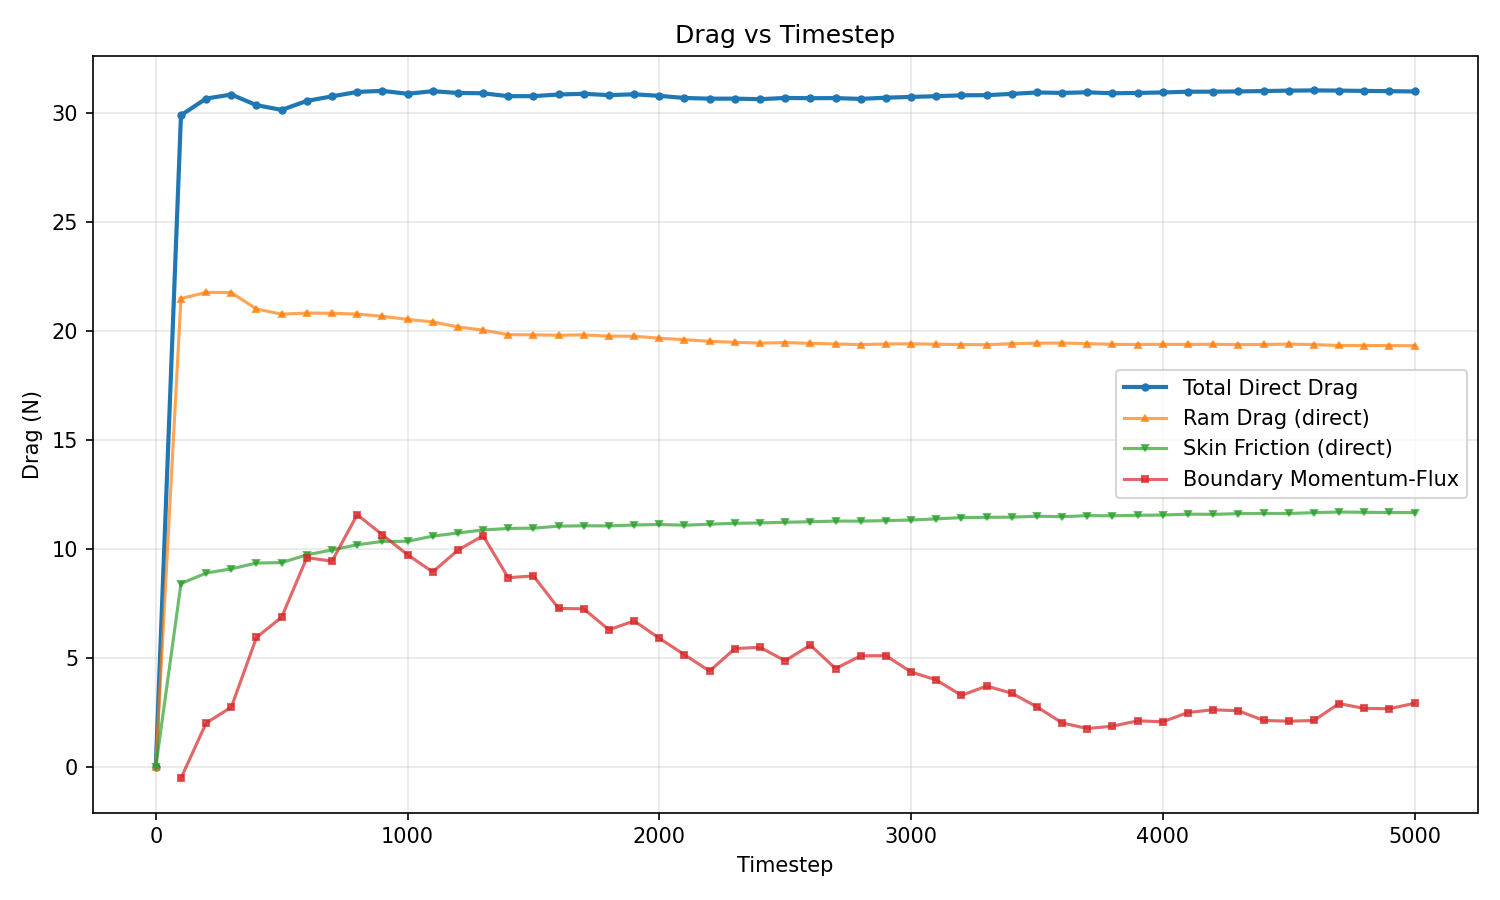 Drag vs Timestep
Drag (N)
30
25
20
15
10
5
0
Total Direct Drag
Ram Drag (direct)
Skin Friction (direct)
Boundary Momentum-Flux
0 1000 2000 3000 4000 5000
Timestep